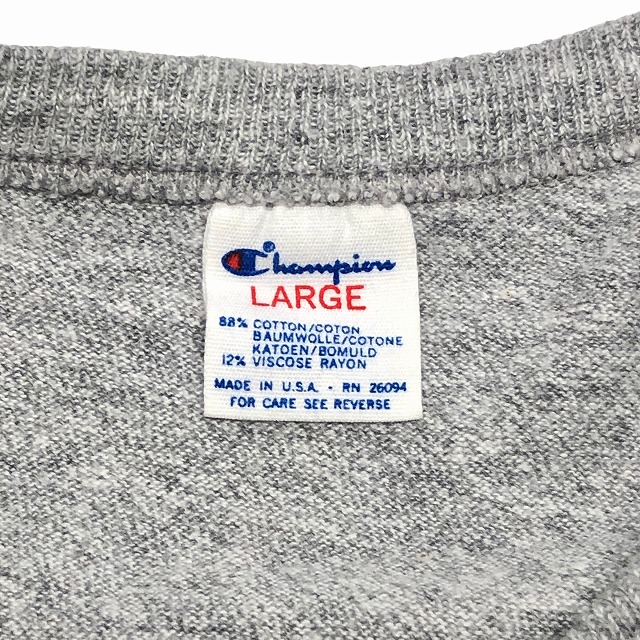 Champion®
LARGE
88% COTTON/COTON
BAUMWOLLE/COTONE
KATOEN/BOMULD
12% VISCOSE RAYON
MADE IN U.S.A. - RN 26094
FOR CARE SEE REVERSE